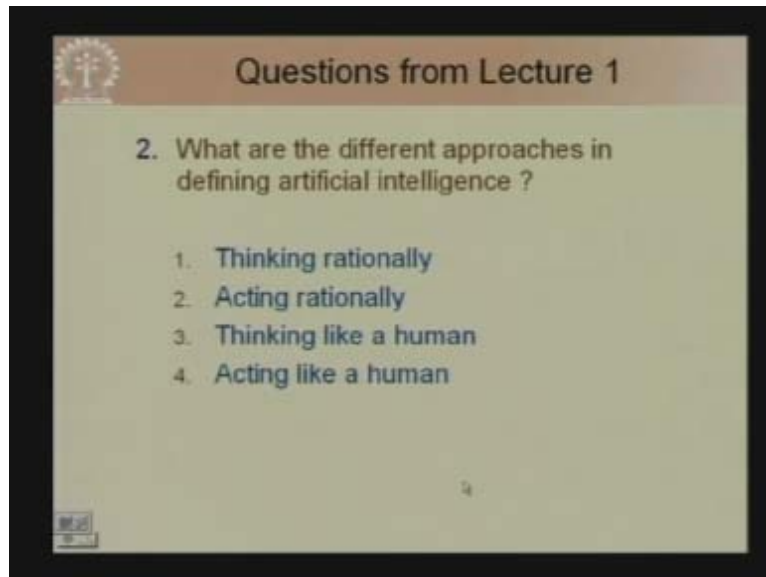 Questions from Lecture 1
2. What are the different approaches in
defining artificial intelligence ?
1. Thinking rationally
2. Acting rationally
3. Thinking like a human
4. Acting like a human